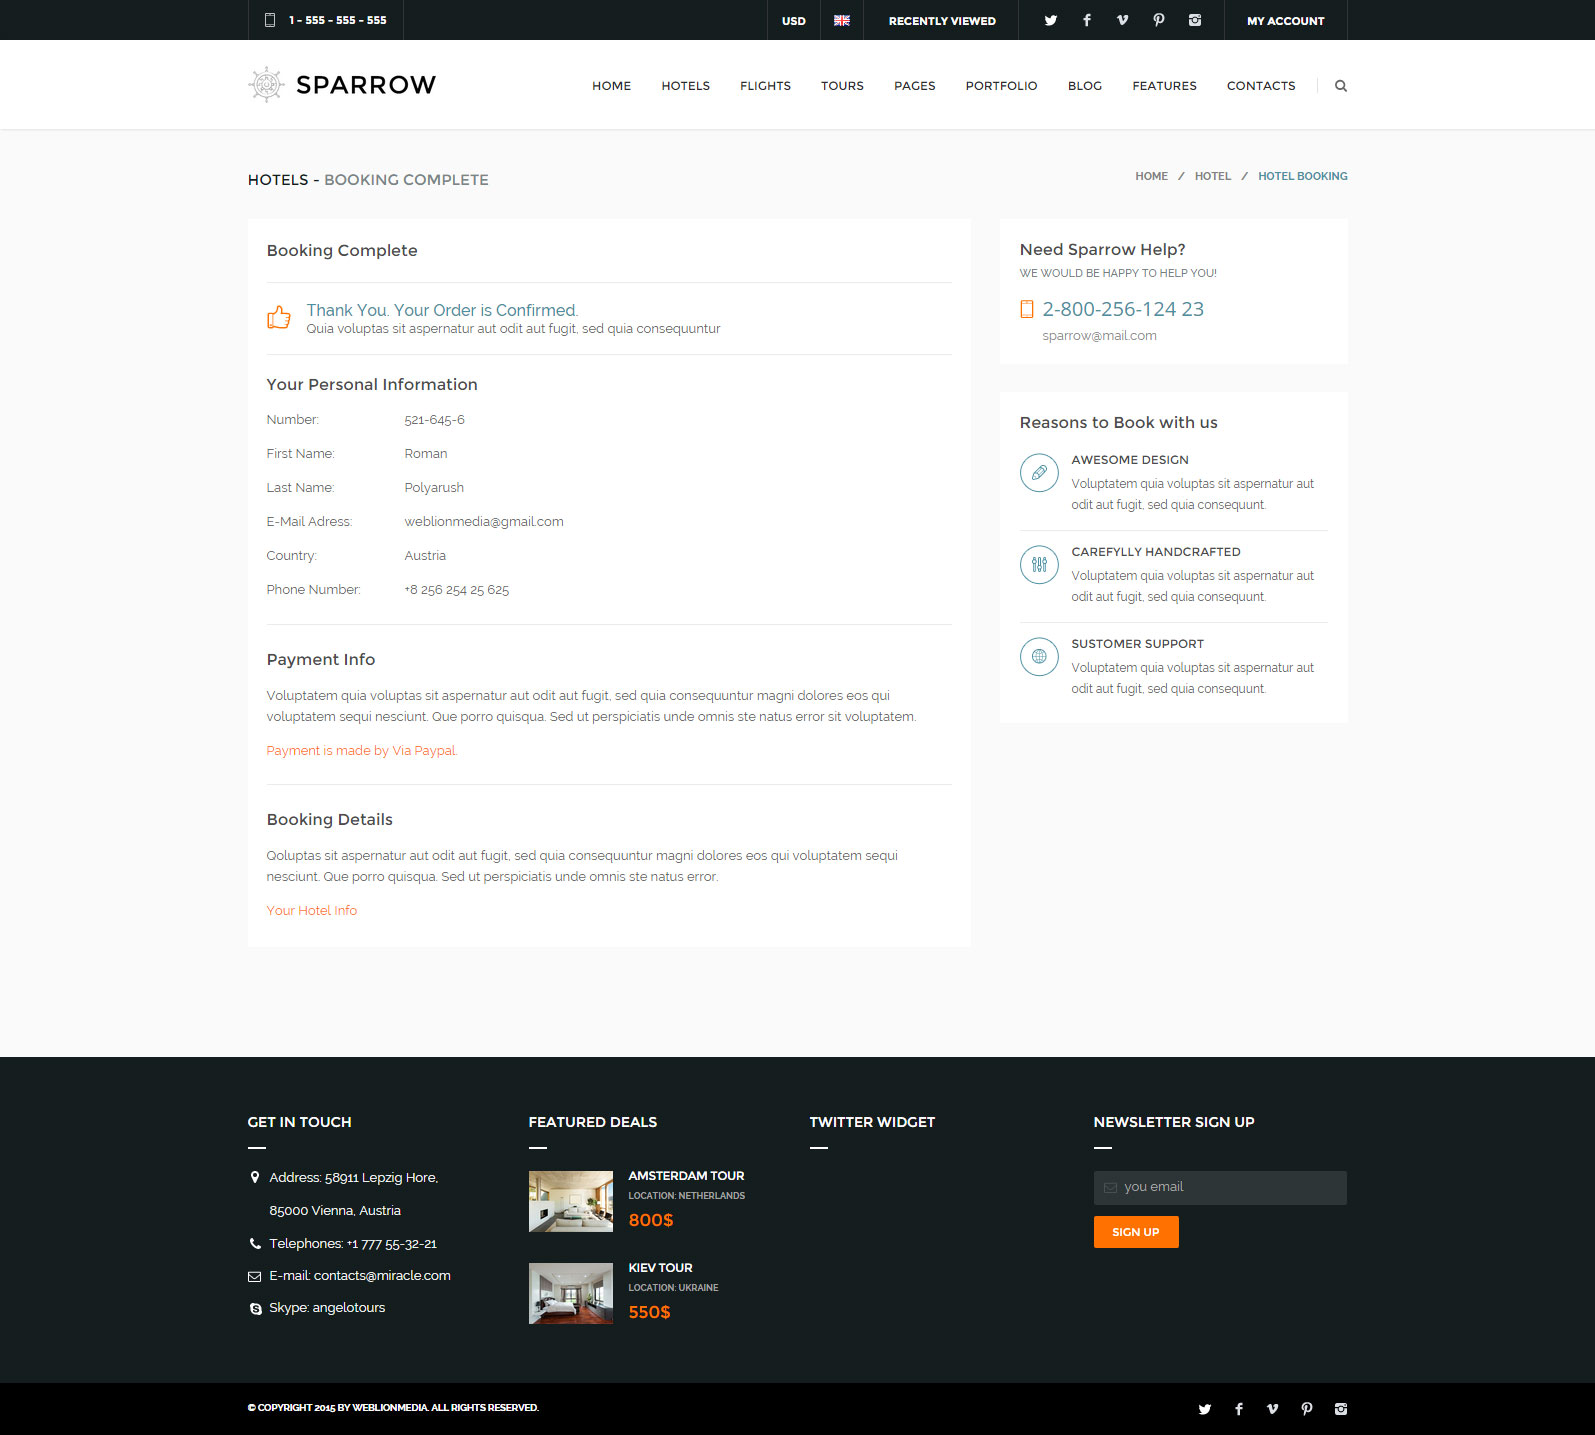 1 - 555 - 555 - 555
USD
RECENTLY VIEWED
MY ACCOUNT
SPARROW
HOME
HOTELS
FLIGHTS
TOURS
PAGES
PORTFOLIO
BLOG
FEATURES
CONTACTS
HOTELS - BOOKING COMPLETE
HOME / HOTEL / HOTEL BOOKING
Booking Complete
Thank You. Your Order is Confirmed.
Quia voluptas sit aspernatur aut odit aut fugit, sed quia consequuntur
Your Personal Information
Number: 521-645-6
First Name: Roman
Last Name: Polyarush
E-Mail Adress: weblionmedia@gmail.com
Country: Austria
Phone Number: +8 256 254 25 625
Payment Info
Voluptatem quia voluptas sit aspernatur aut odit aut fugit, sed quia consequuntur magni dolores eos qui
voluptatem sequi nesciunt. Que porro quisqua. Sed ut perspiciatis unde omnis ste natus error sit voluptatem.
Payment is made by Via Paypal.
Booking Details
Qoluptas sit aspernatur aut odit aut fugit, sed quia consequuntur magni dolores eos qui voluptatem sequi
nesciunt. Que porro quisqua. Sed ut perspiciatis unde omnis ste natus error.
Your Hotel Info
Need Sparrow Help?
WE WOULD BE HAPPY TO HELP YOU!
2-800-256-124 23
sparrow@mail.com
Reasons to Book with us
AWESOME DESIGN
Voluptatem quia voluptas sit aspernatur aut
odit aut fugit, sed quia consequunt.
CAREFYLLY HANDCRAFTED
Voluptatem quia voluptas sit aspernatur aut
odit aut fugit, sed quia consequunt.
SUSTOMER SUPPORT
Voluptatem quia voluptas sit aspernatur aut
odit aut fugit, sed quia consequunt.
GET IN TOUCH
Address: 58911 Lepzig Hore,
85000 Vienna, Austria
Telephones: +1 777 55-32-21
E-mail: contacts@miracle.com
Skype: angelotours
FEATURED DEALS
AMSTERDAM TOUR
LOCATION: NETHERLANDS
800$
KIEV TOUR
LOCATION: UKRAINE
550$
TWITTER WIDGET
NEWSLETTER SIGN UP
you email
SIGN UP
© COPYRIGHT 2015 BY WEBLIONMEDIA. ALL RIGHTS RESERVED.